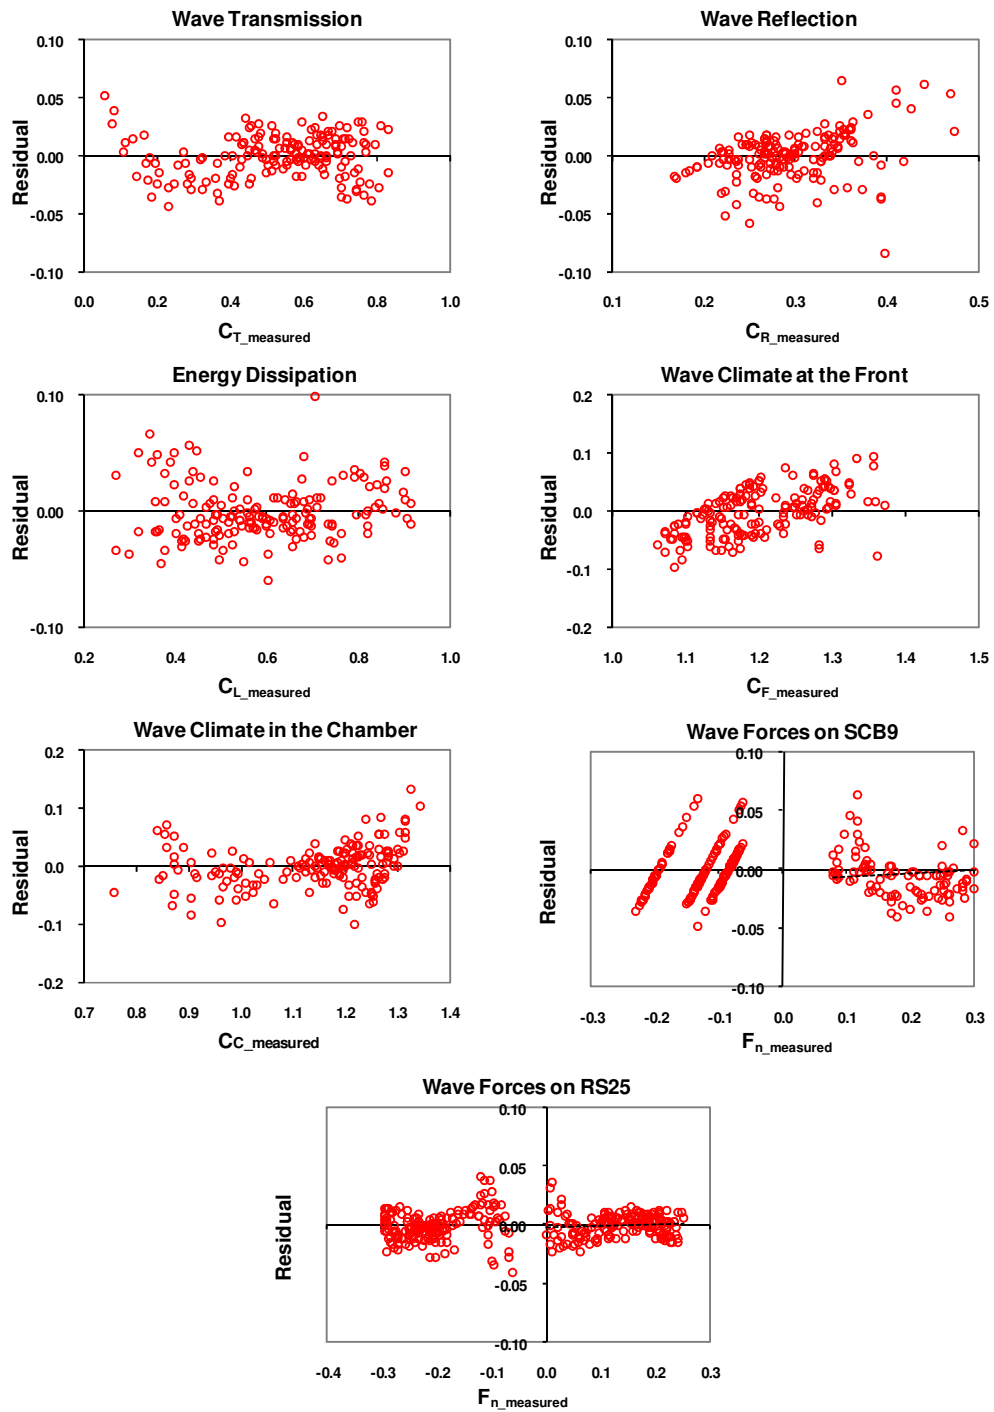 Wave Transmission
0.10
0.05
0.00
-0.05
-0.10
Residual
0.0 0.2 0.4 0.6 0.8 1.0
CT_measured
Wave Reflection
0.10
0.05
0.00
-0.05
-0.10
Residual
0.1 0.2 0.3 0.4 0.5
CR_measured
Energy Dissipation
0.10
0.00
-0.10
Residual
0.2 0.4 0.6 0.8 1.0
CL_measured
Wave Climate at the Front
0.2
0.1
0.0
-0.1
-0.2
Residual
1.0 1.1 1.2 1.3 1.4 1.5
CF_measured
Wave Climate in the Chamber
0.2
0.1
0.0
-0.1
-0.2
Residual
0.7 0.8 0.9 1.0 1.1 1.2 1.3 1.4
CC_measured
Wave Forces on SCB9
0.10
0.05
0.00
-0.05
-0.10
Residual
-0.3 -0.2 -0.1 0.0 0.1 0.2 0.3
Fn_measured
Wave Forces on RS25
0.10
0.05
0.00
-0.05
-0.10
Residual
-0.4 -0.3 -0.2 -0.1 0.0 0.1 0.2 0.3
Fn_measured